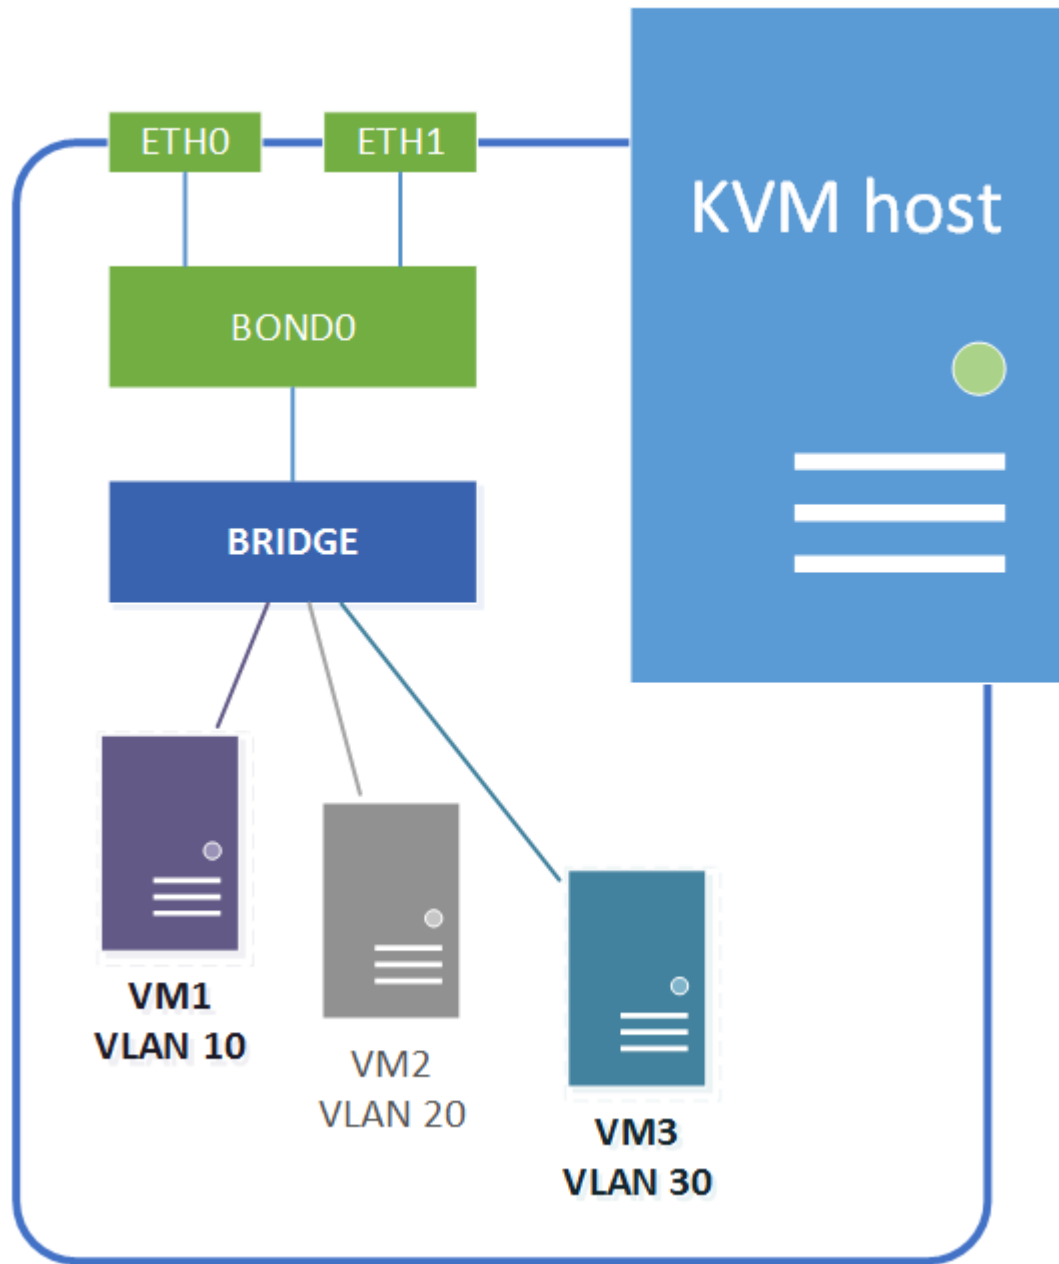 ETH0
ETH1
KVM host
BOND0
BRIDGE
VM1
VLAN 10
VM2
VLAN 20
VM3
VLAN 30